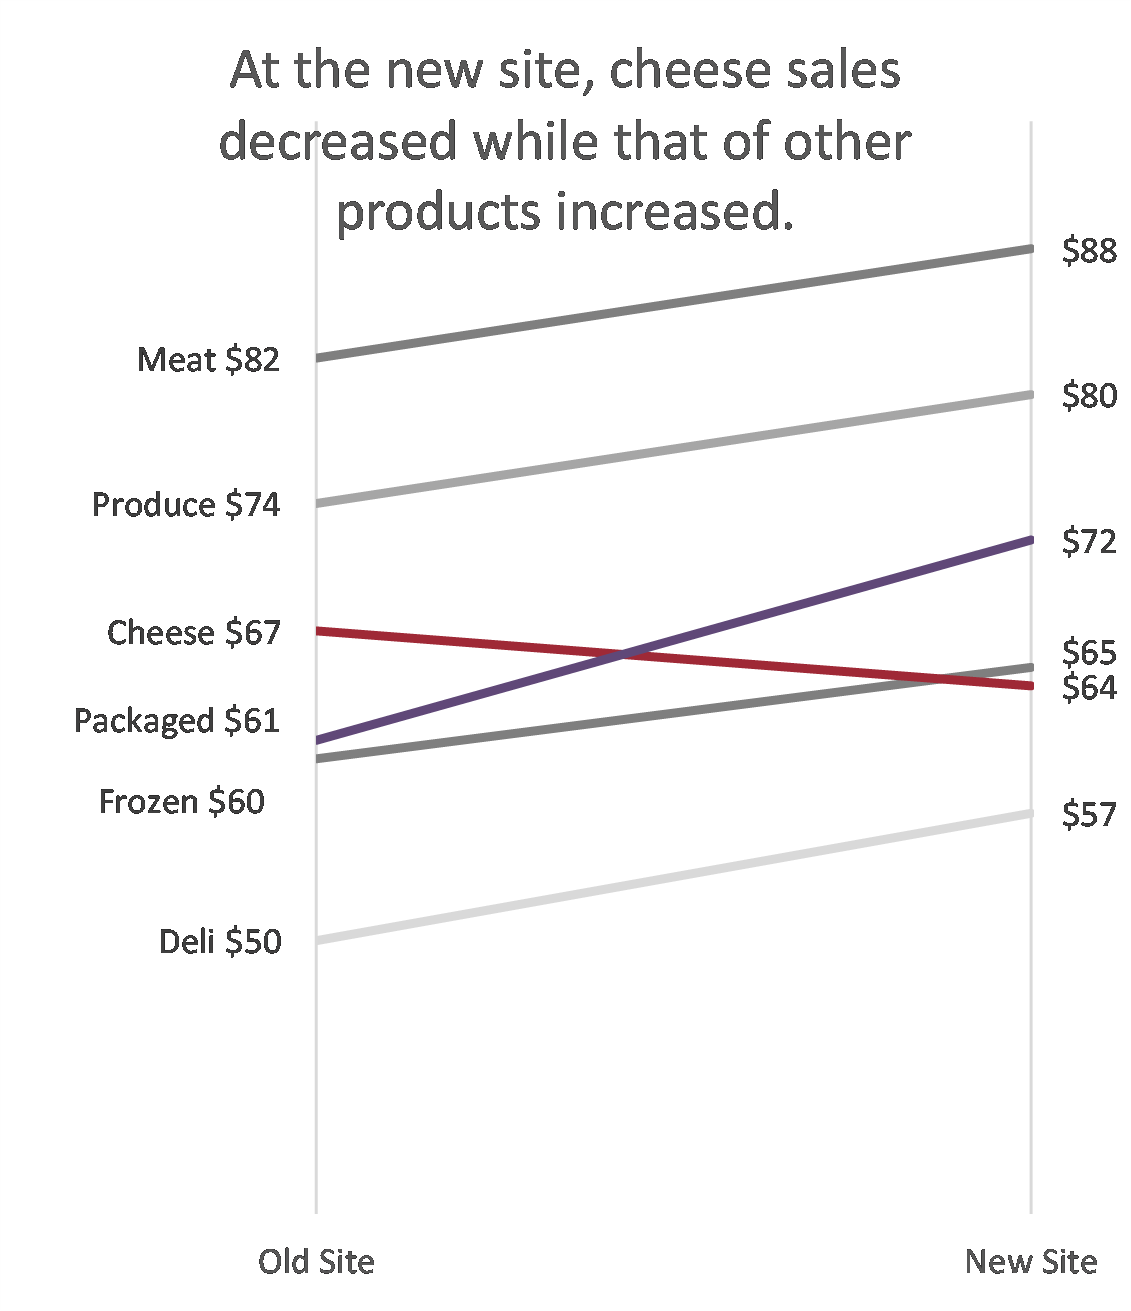 At the new site, cheese sales
decreased while that of other
products increased.
$88
Meat $82
$80
Produce $74
$72
Cheese $67
$65
$64
Packaged $61
Frozen $60
$57
Deli $50
Old Site
New Site